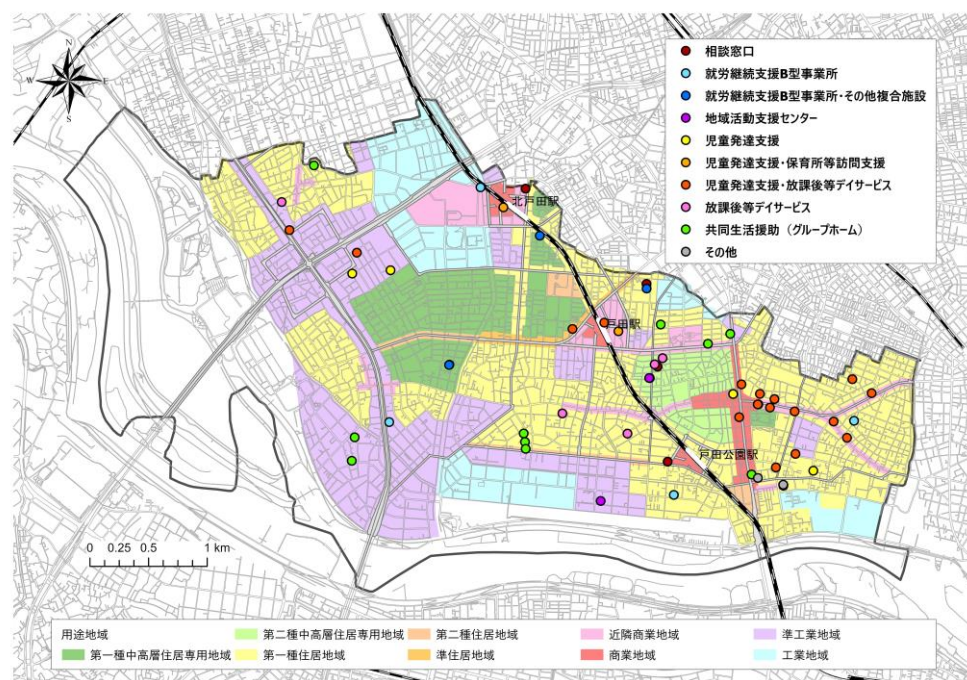 N
W
E
S
相談窓口
就労継続支援B型事業所
就労継続支援B型事業所・その他複合施設
地域活動支援センター
児童発達支援
児童発達支援・保育所等訪問支援
児童発達支援・放課後等デイサービス
放課後等デイサービス
共同生活援助（グループホーム）
その他
北戸田駅
戸田駅
戸田公園駅
0 0.25 0.5 1 km
用途地域 第二種中高層住居専用地域 第二種住居地域 近隣商業地域 準工業地域
第一種中高層住居専用地域 第一種住居地域 準住居地域 商業地域 工業地域